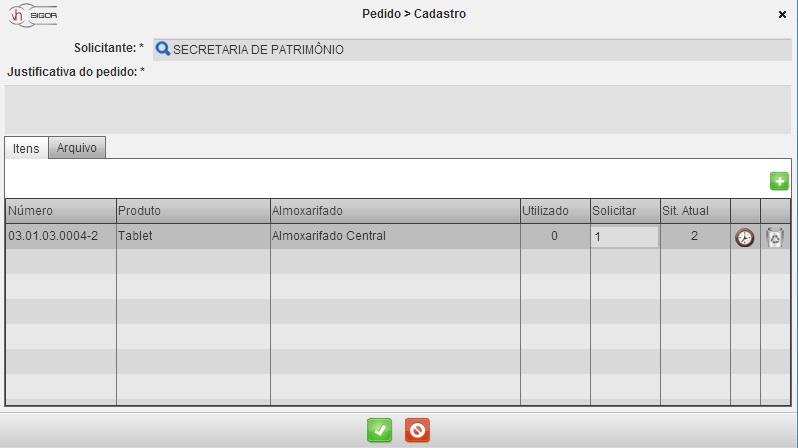 vh SIGOR
Pedido > Cadastro
Solicitante: * SECRETARIA DE PATRIMÔNIO
Justificativa do pedido: *
Itens Arquivo
Número Produto Almoxarifado Utilizado Solicitar Sit. Atual
03.01.03.0004-2 Tablet Almoxarifado Central 0 1 2